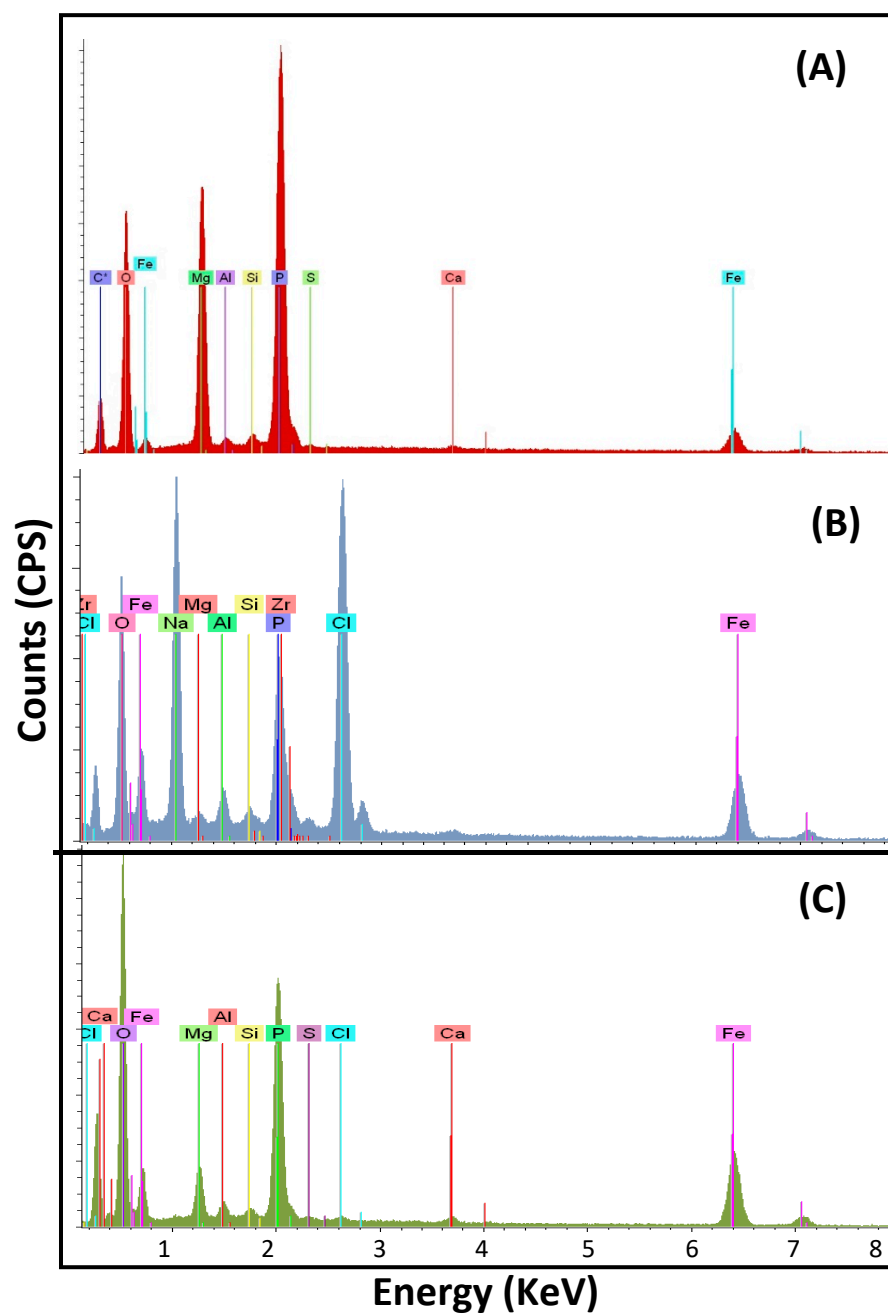 (A)
Fe
C* O Mg Al Si P S Ca Fe
(B)
Zr Fe Mg Si Zr
Cl O Na Al P Cl Fe
(C)
Ca Fe Al
Cl O Mg Si P S Cl Ca Fe
Counts (CPS)
1 2 3 4 5 6 7 8
Energy (KeV)